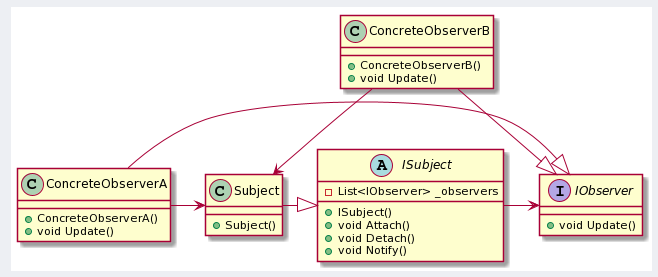 C ConcreteObserverB
ConcreteObserverB()
void Update()
C ConcreteObserverA
ConcreteObserverA()
void Update()
C Subject
Subject()
A ISubject
List<IObserver> _observers
ISubject()
void Attach()
void Detach()
void Notify()
I IObserver
void Update()